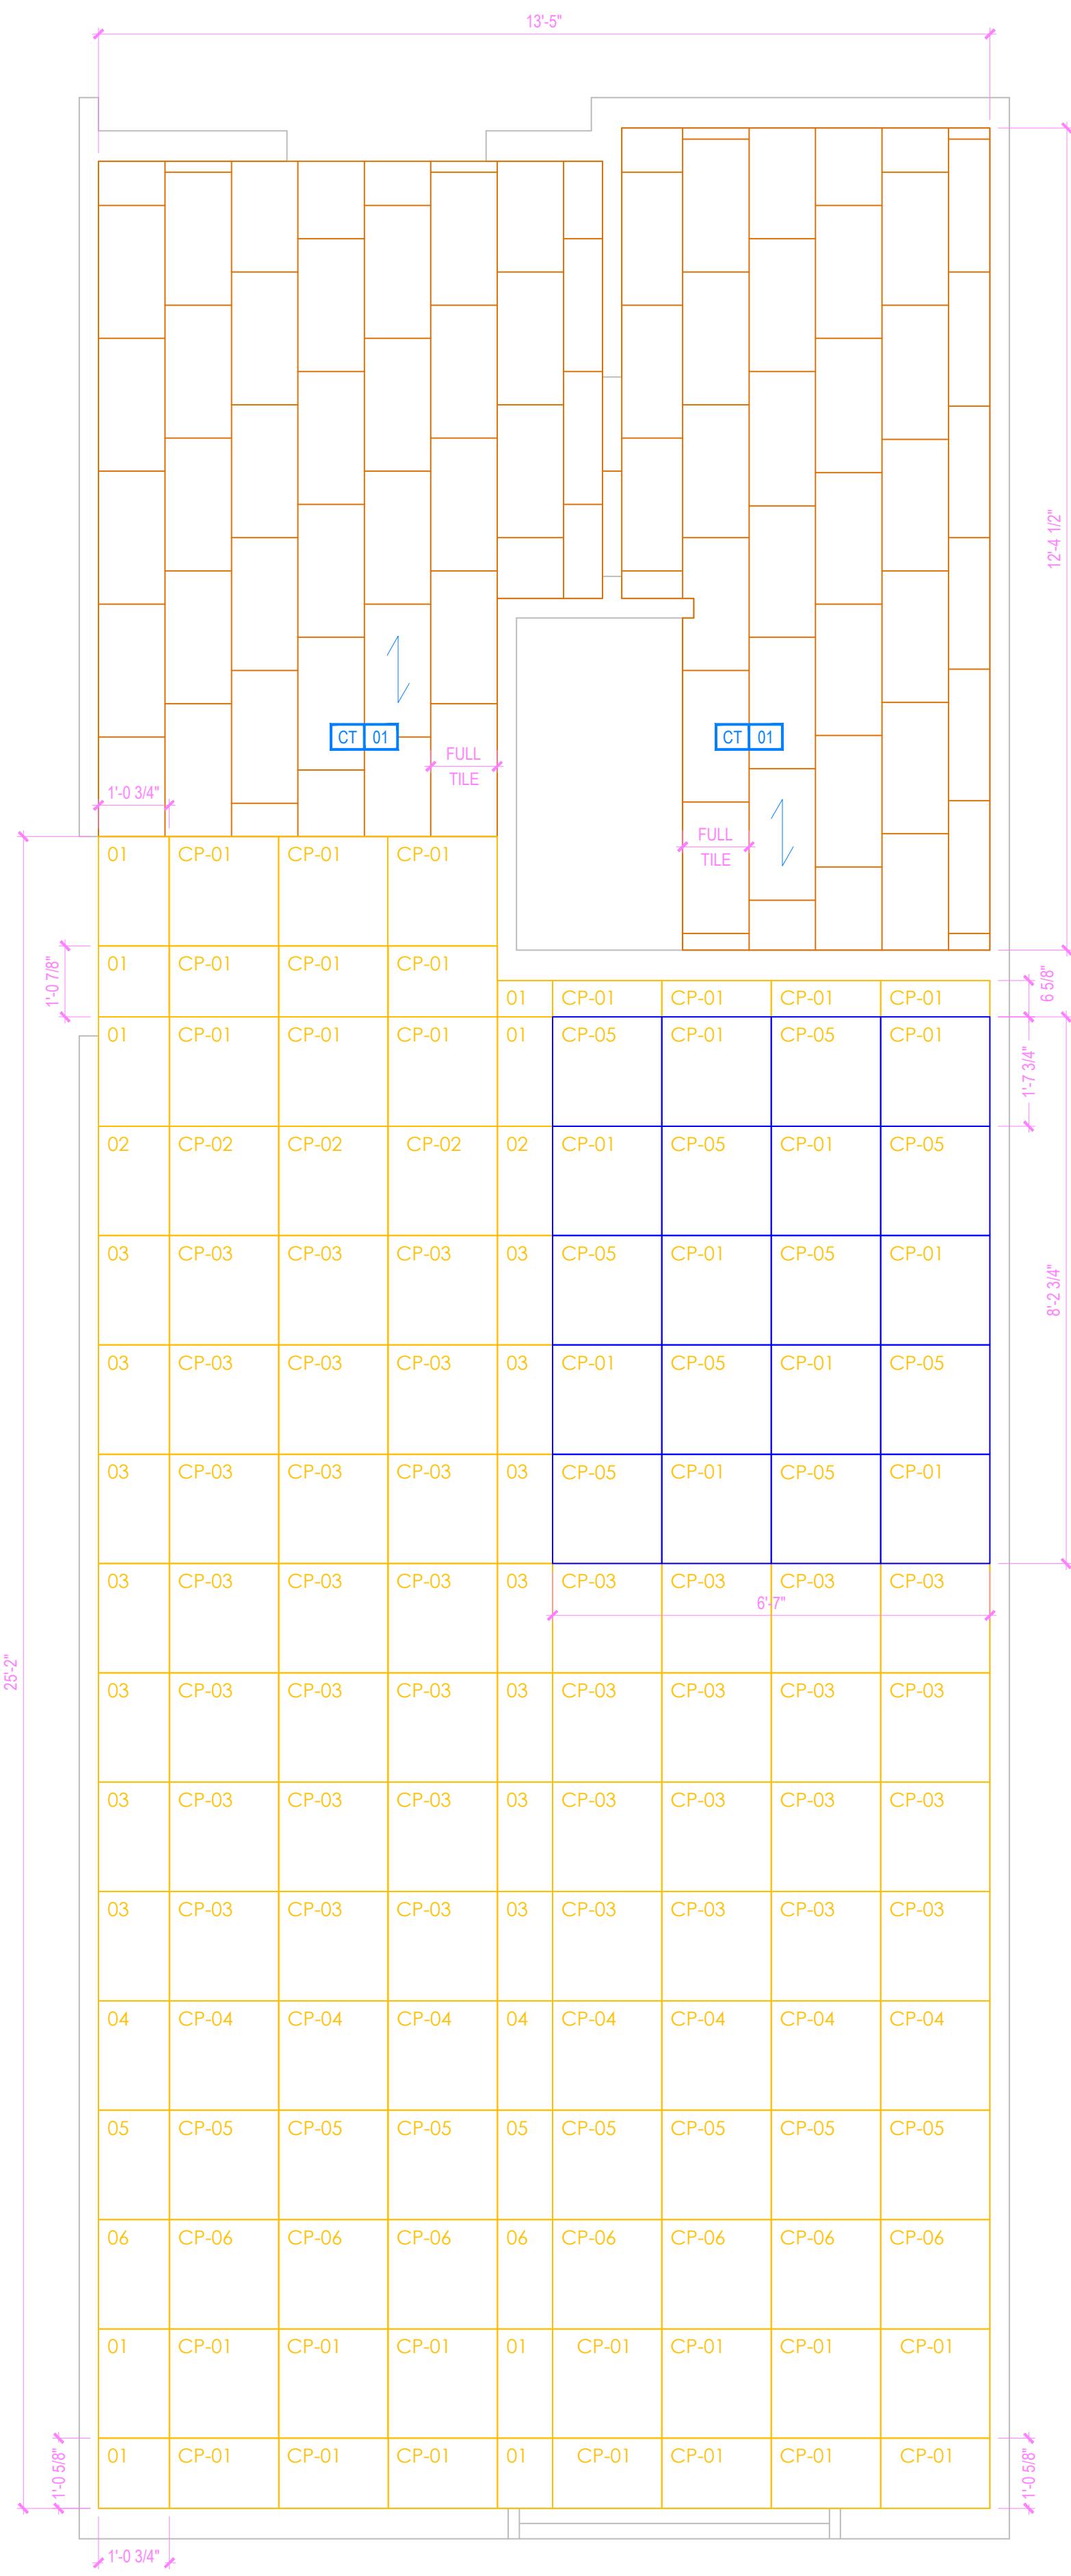 13'-5"
12'-4 1/2"
CT 01
CT 01
FULL
TILE
1'-0 3/4"
FULL
TILE
01 CP-01 CP-01 CP-01
01 CP-01 CP-01 CP-01
1'-0 7/8"
6 5/8"
01 CP-01 CP-01 CP-01 CP-01
01 CP-01 CP-01 CP-01 01 CP-05 CP-01 CP-05 CP-01
1'-7 3/4"
02 CP-02 CP-02 CP-02 02 CP-01 CP-05 CP-01 CP-05
03 CP-03 CP-03 CP-03 03 CP-05 CP-01 CP-05 CP-01
8'-2 3/4"
03 CP-03 CP-03 CP-03 03 CP-01 CP-05 CP-01 CP-05
03 CP-03 CP-03 CP-03 03 CP-05 CP-01 CP-05 CP-01
03 CP-03 CP-03 CP-03 03 CP-03 CP-03 CP-03 CP-03
6'-7"
25'-2"
03 CP-03 CP-03 CP-03 03 CP-03 CP-03 CP-03 CP-03
03 CP-03 CP-03 CP-03 03 CP-03 CP-03 CP-03 CP-03
03 CP-03 CP-03 CP-03 03 CP-03 CP-03 CP-03 CP-03
04 CP-04 CP-04 CP-04 04 CP-04 CP-04 CP-04 CP-04
05 CP-05 CP-05 CP-05 05 CP-05 CP-05 CP-05 CP-05
06 CP-06 CP-06 CP-06 06 CP-06 CP-06 CP-06 CP-06
01 CP-01 CP-01 CP-01 01 CP-01 CP-01 CP-01 CP-01
01 CP-01 CP-01 CP-01 01 CP-01 CP-01 CP-01 CP-01
1'-0 5/8"
1'-0 5/8"
1'-0 3/4"